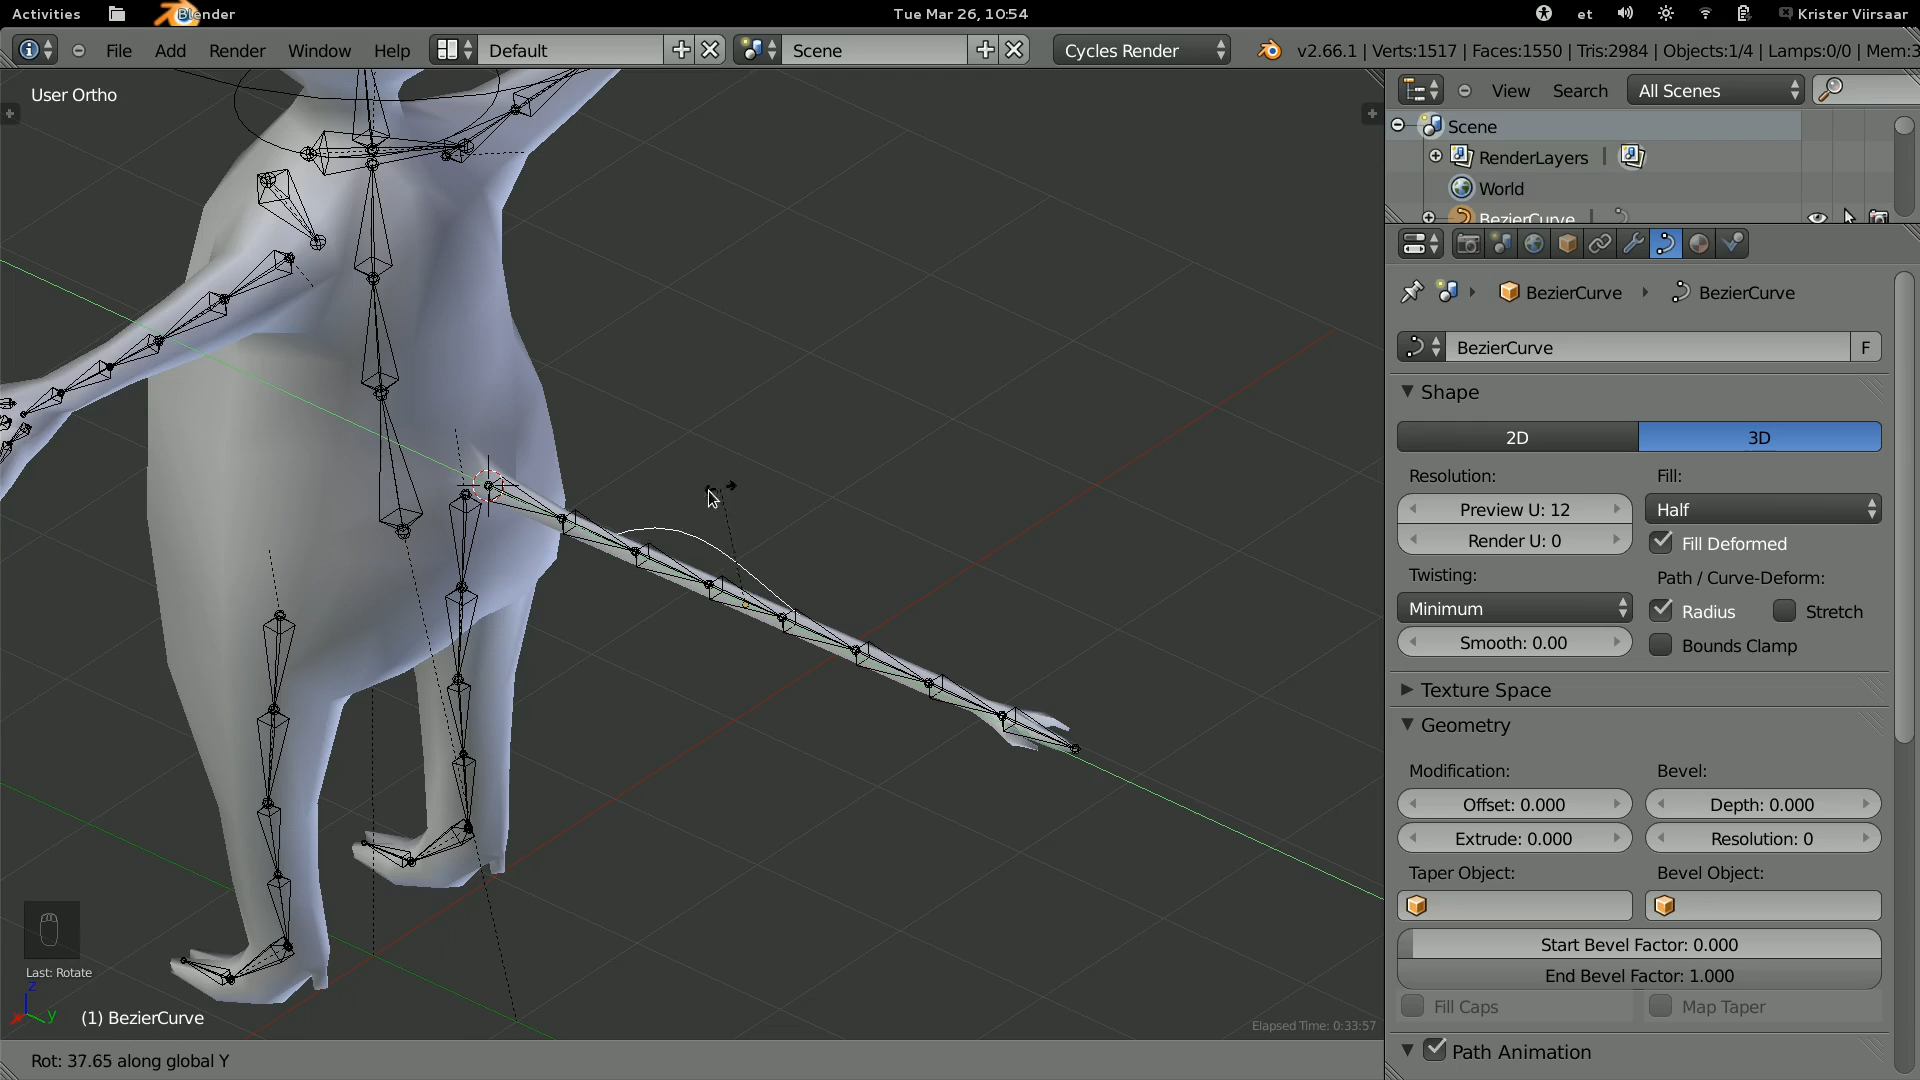 Activities
Blender
Tue Mar 26, 10:54
et
Krister Viirsaar
File Add Render Window Help
Default
Scene
Cycles Render
v2.66.1 | Verts:1517 | Faces:1550 | Tris:2984 | Objects:1/4 | Lamps:0/0 | Mem:3
User Ortho
View Search All Scenes
Scene
RenderLayers
World
BezierCurve
BezierCurve BezierCurve
BezierCurve F
Shape
2D 3D
Resolution: Fill:
Preview U: 12 Half
Render U: 0 Fill Deformed
Twisting: Path / Curve-Deform:
Minimum Radius Stretch
Smooth: 0.00 Bounds Clamp
Texture Space
Geometry
Modification: Bevel:
Offset: 0.000 Depth: 0.000
Extrude: 0.000 Resolution: 0
Taper Object: Bevel Object:
Start Bevel Factor: 0.000
End Bevel Factor: 1.000
Fill Caps Map Taper
Path Animation
Last: Rotate
z
x
y
(1) BezierCurve
Elapsed Time: 0:33:57
Rot: 37.65 along global Y